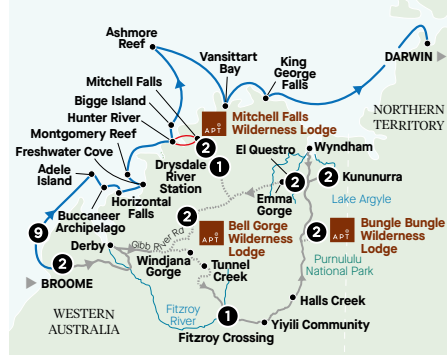 Ashmore
Reef
Vansittart
Bay
King
George
Falls
DARWIN
NORTHERN
TERRITORY
Mitchell Falls
Bigge Island
Hunter River
Montgomery Reef
Freshwater Cove
Adele
Island
APT
Mitchell Falls
Wilderness Lodge
2
El Questro
Wyndham
Drysdale
River
Station
1
2
2
Kununurra
Lake Argyle
Emma
Gorge
Horizontal
Falls
Buccaneer
Archipelago
9
2
Derby
Gibb River Rd
2
APT
Bell Gorge
Wilderness
Lodge
2
APT
Bungle Bungle
Wilderness
Lodge
Purnululu
National Park
BROOME
Windjana
Gorge
Tunnel
Creek
Halls Creek
WESTERN
AUSTRALIA
Fitzroy
River
1
Yiyili Community
Fitzroy Crossing